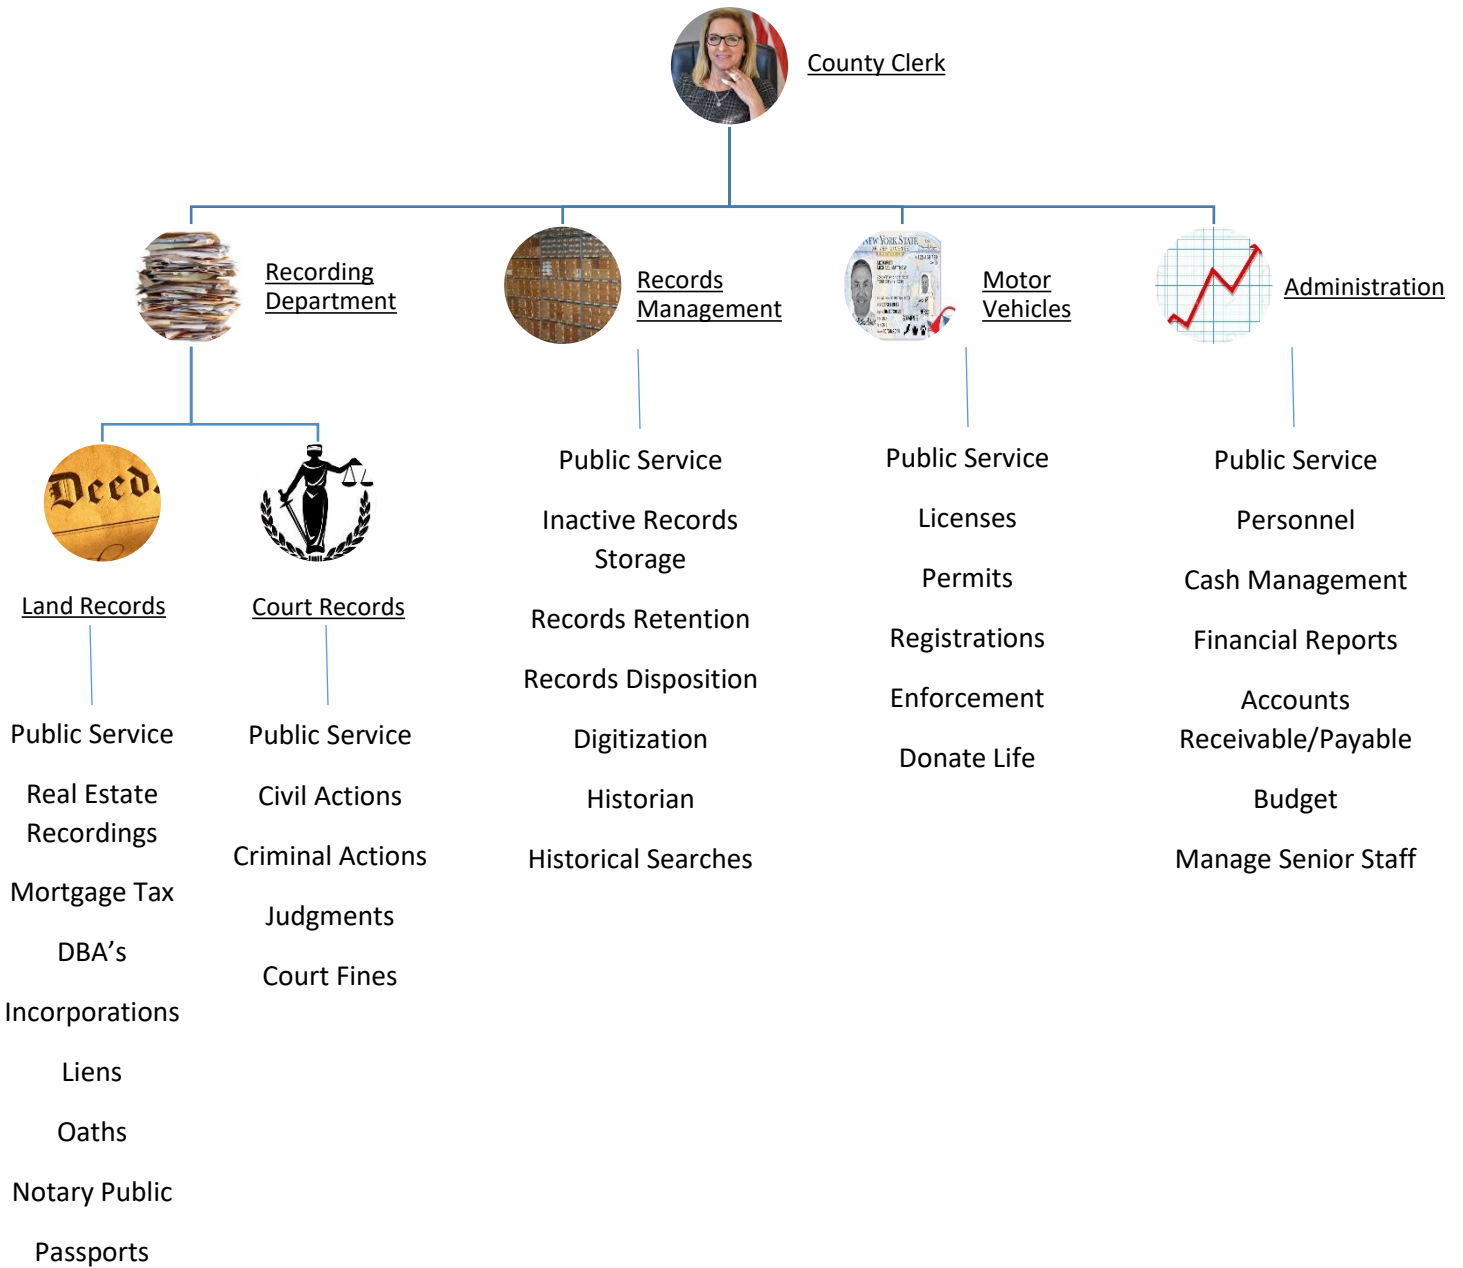 County Clerk
Recording
Department
Records
Management
NEW YORK STATE
Motor
Vehicles
Administration
Deed.
Land Records
Court Records
Public Service
Real Estate
Recordings
Mortgage Tax
DBA’s
Incorporations
Liens
Oaths
Notary Public
Passports
Public Service
Civil Actions
Criminal Actions
Judgments
Court Fines
Public Service
Inactive Records
Storage
Records Retention
Records Disposition
Digitization
Historian
Historical Searches
Public Service
Licenses
Permits
Registrations
Enforcement
Donate Life
Public Service
Personnel
Cash Management
Financial Reports
Accounts
Receivable/Payable
Budget
Manage Senior Staff